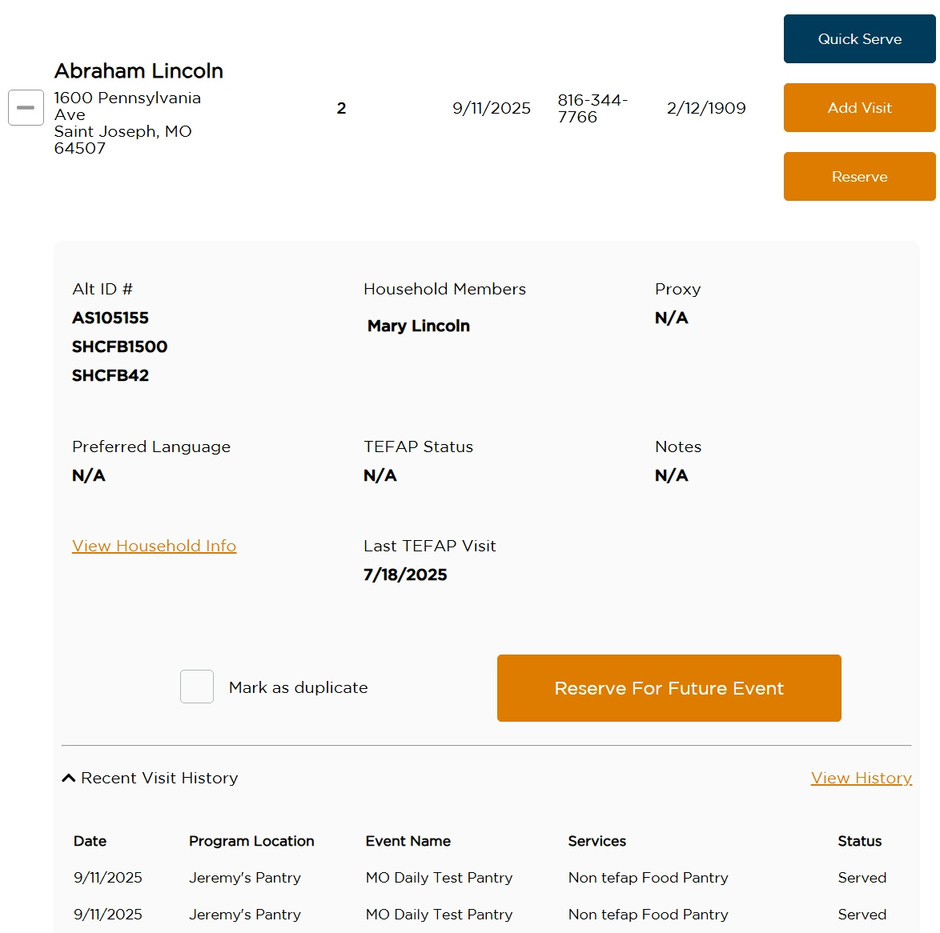 Quick Serve
Abraham Lincoln
1600 Pennsylvania
Ave
Saint Joseph, MO
64507
2
9/11/2025
816-344-
7766
2/12/1909
Add Visit
Reserve
Alt ID #
AS105155
SHCFB1500
SHCFB42
Household Members
Mary Lincoln
Proxy
N/A
Preferred Language
N/A
TEFAP Status
N/A
Notes
N/A
View Household Info
Last TEFAP Visit
7/18/2025
Mark as duplicate
Reserve For Future Event
Recent Visit History
View History
Date Program Location Event Name Services Status
9/11/2025 Jeremy's Pantry MO Daily Test Pantry Non tefap Food Pantry Served
9/11/2025 Jeremy's Pantry MO Daily Test Pantry Non tefap Food Pantry Served